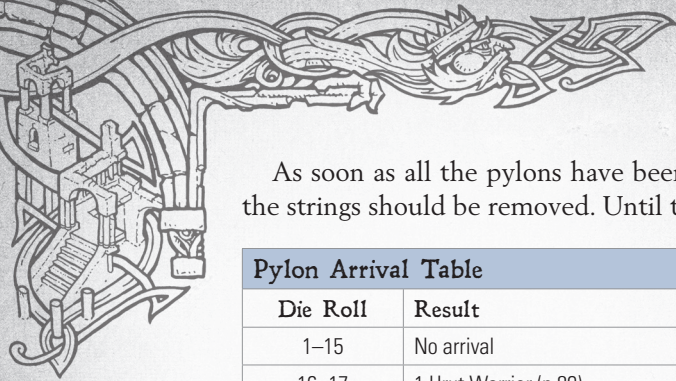 As soon as all the pylons have been
the strings should be removed. Until
Pylon Arrival Table
Die Roll Result
1–15 No arrival